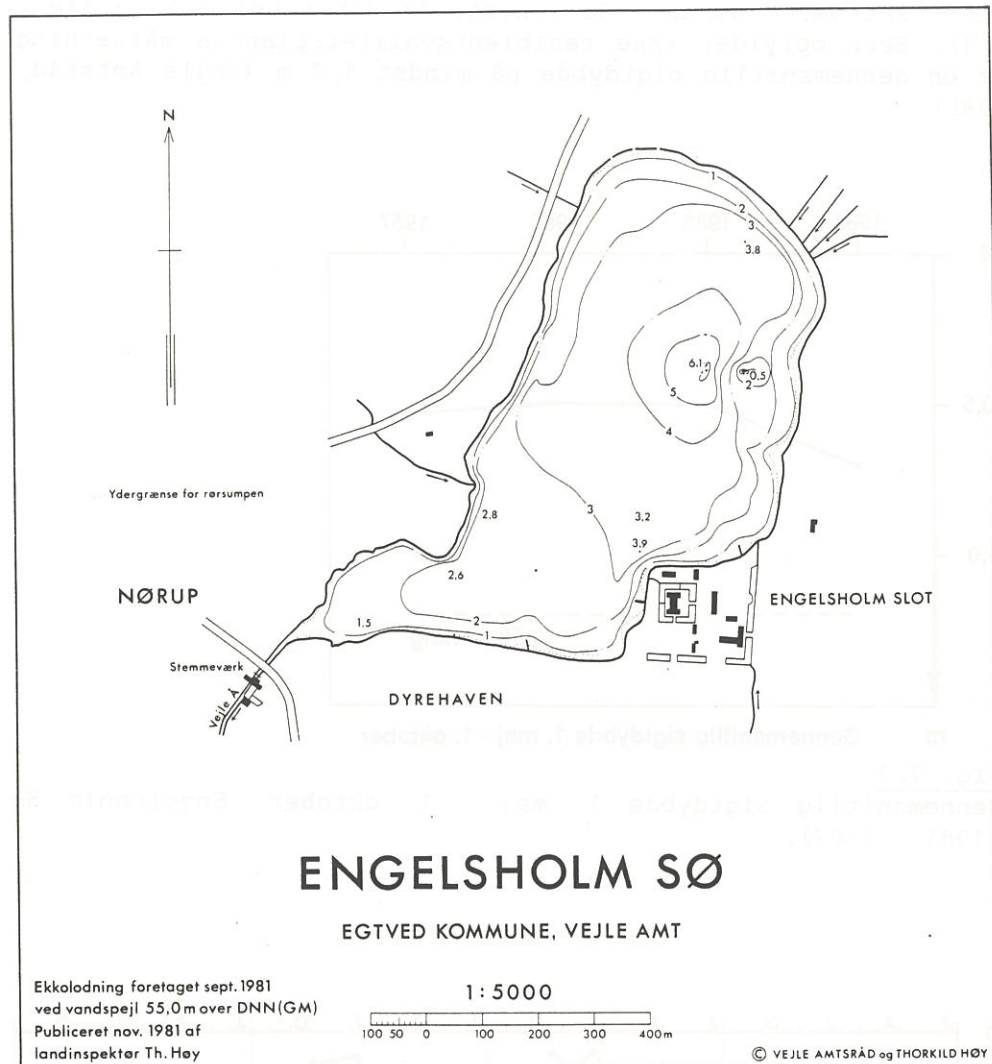 N
1
2
3.
3.8
6.1
0.5
5
2
4
Ydergrænse for rørsumpen
2.8
3
3.2
3.9
2.6
NØRUP
ENGELSHOLM SLOT
1.5
2
1
Stemmeværk
Vejle Å
DYREHAVEN
ENGELSHOLM SØ
EGTVED KOMMUNE, VEJLE AMT
Ekkolodning foretaget sept. 1981
ved vandspejl 55,0 m over DNN(GM)
Publiceret nov. 1981 af
landinspektør Th. Høy
1:5000
100 50 0 100 200 300 400 m
© VEJLE AMTSRÅD og THORKILD HØY